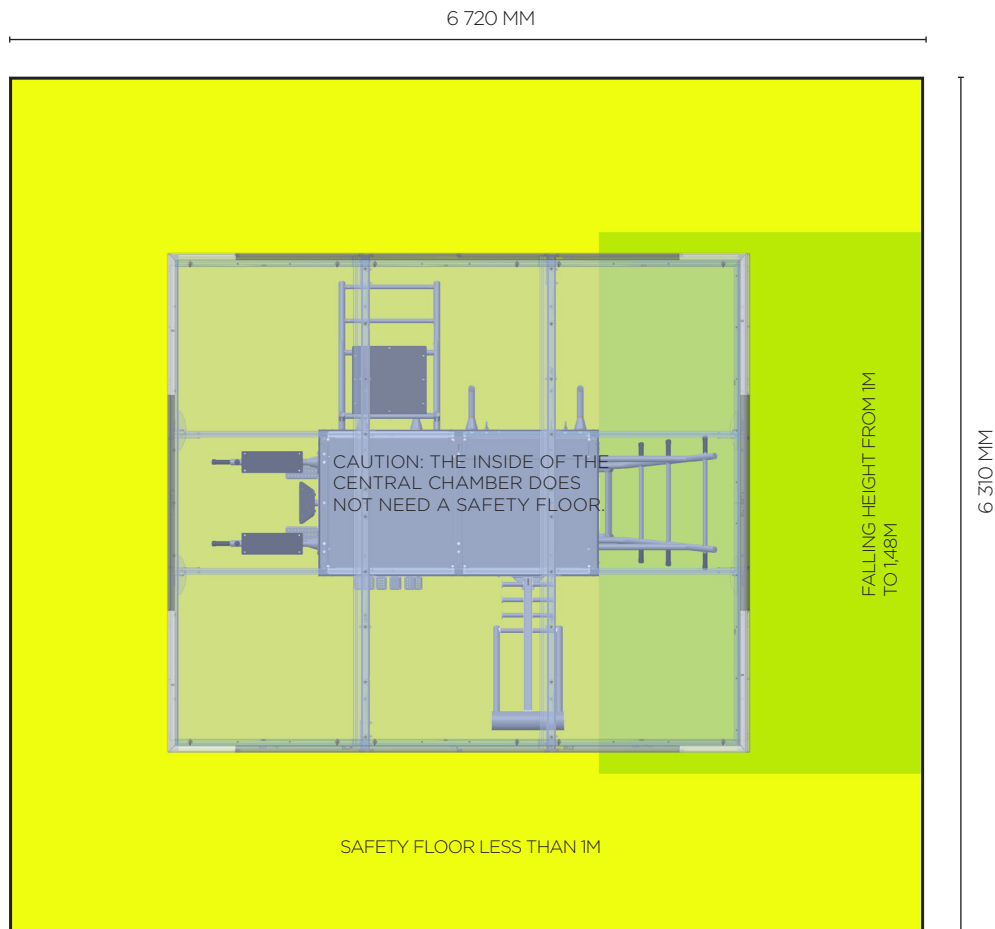 6 720 MM
CAUTION: THE INSIDE OF THE
CENTRAL CHAMBER DOES
NOT NEED A SAFETY FLOOR.
FALLING HEIGHT FROM 1M
TO 1,48M
6 310 MM
SAFETY FLOOR LESS THAN 1M